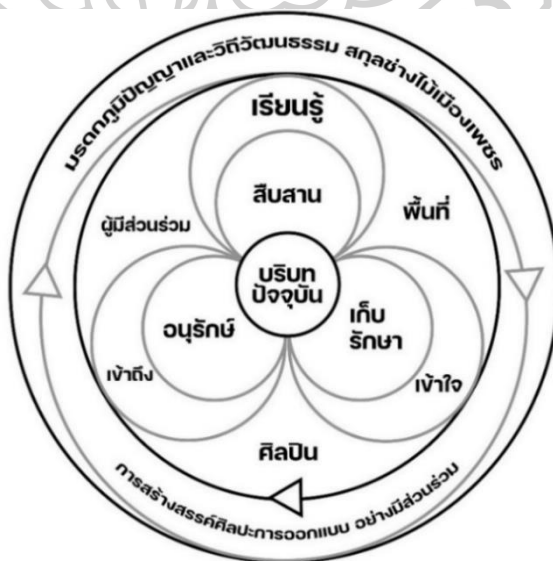 มรดกภูมิปัญญาและวิถีวัฒนธรรม สกุลช่างไม้เมืองเพชร
เรียนรู้
สืบสาน
ผู้มีส่วนร่วม
พื้นที่
บริบท
ปัจจุบัน
อนุรักษ์
เก็บ
รักษา
เข้าถึง
เข้าใจ
ศิลปิน
การสร้างสรรค์ศิลปะการออกแบบ อย่างมีส่วนร่วม